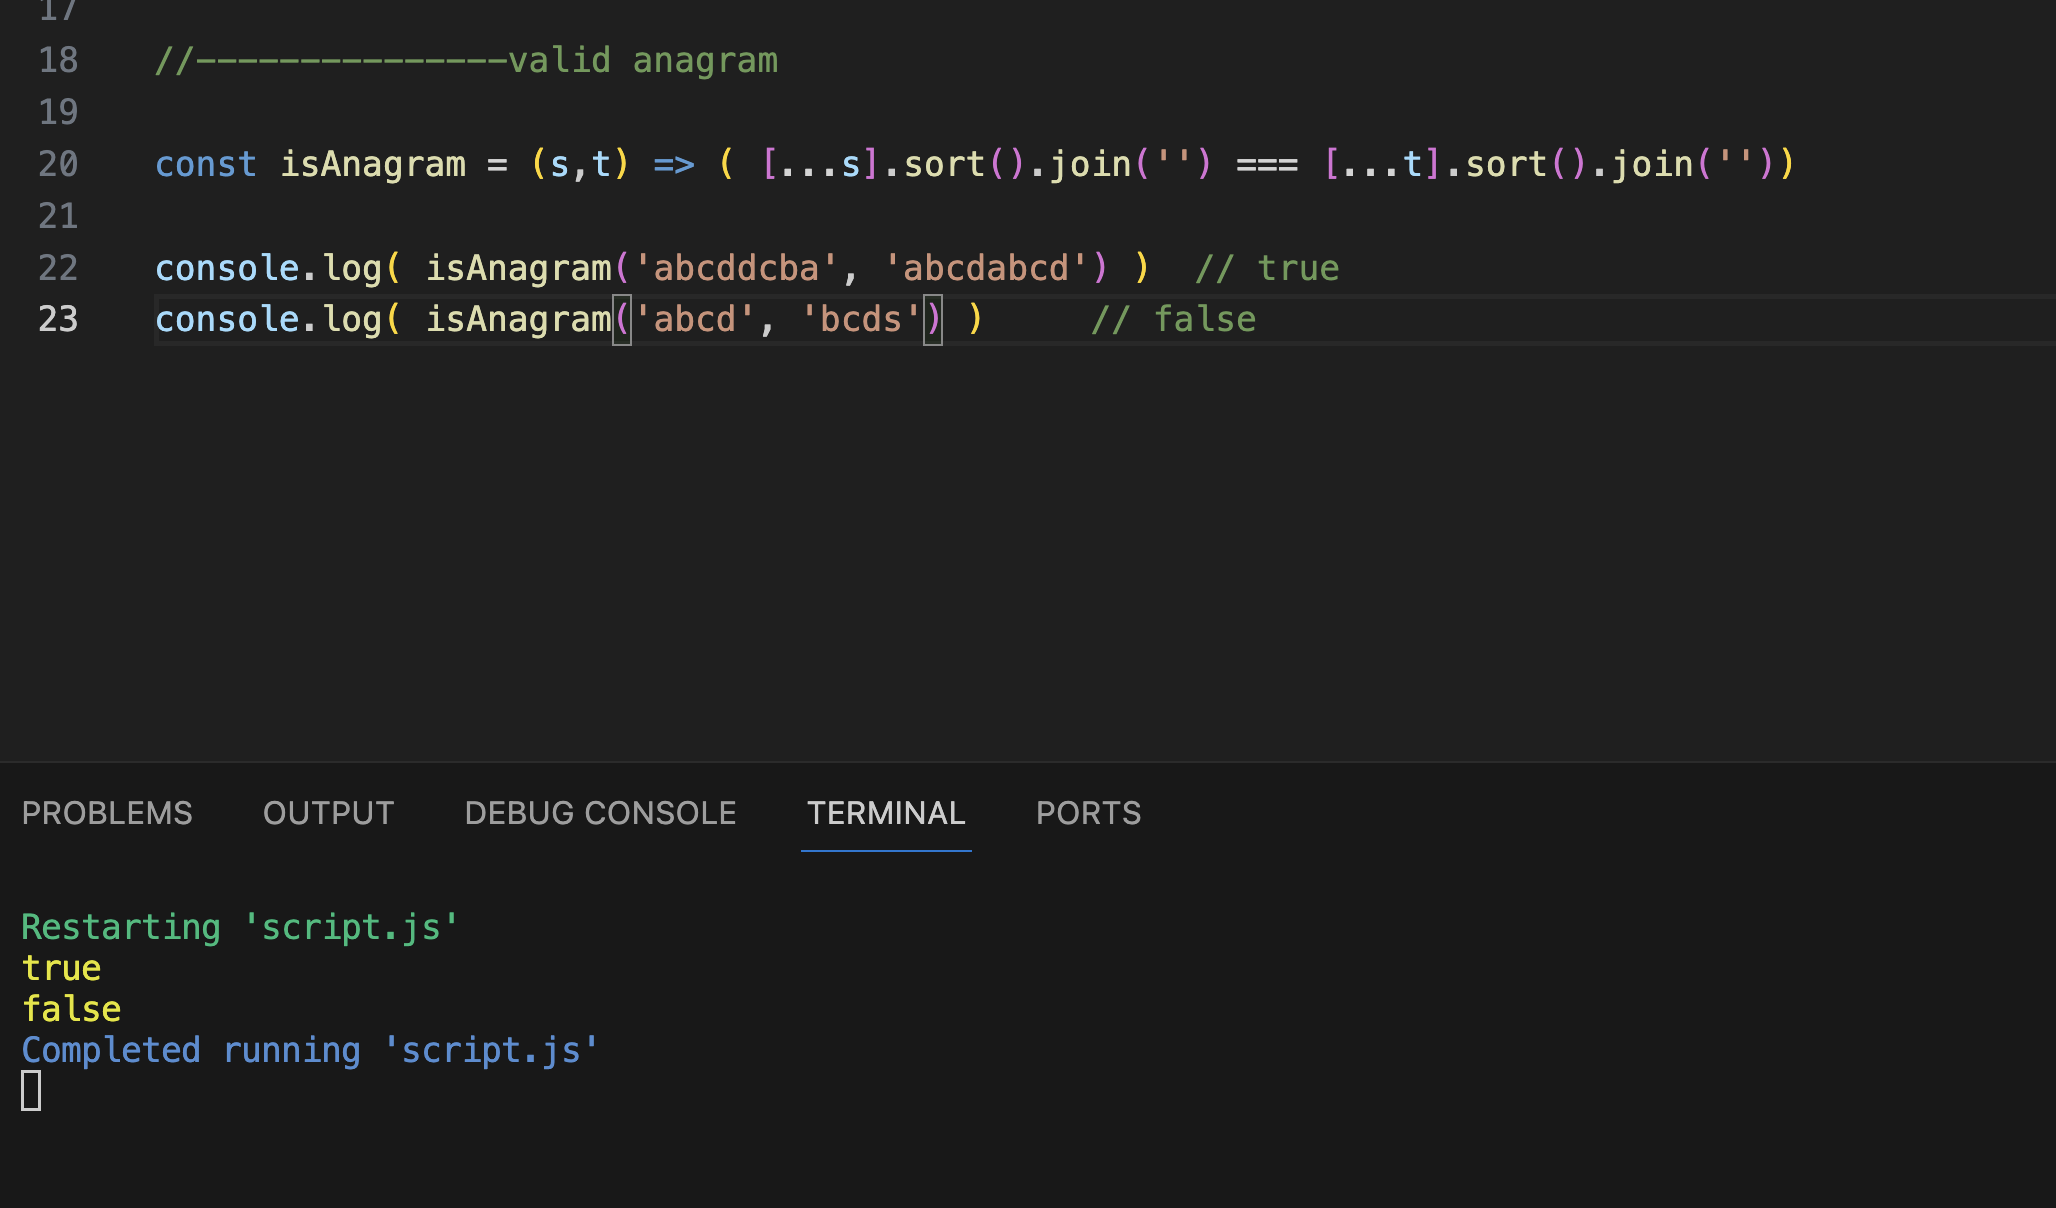 17
18 //---------------valid anagram
19
20 const isAnagram = (s,t) => ( [...s].sort().join('') === [...t].sort().join(''))
21
22 console.log( isAnagram('abcddcba', 'abcdabcd') )  // true
23 console.log( isAnagram('abcd', 'bcds') )     // false
PROBLEMS OUTPUT DEBUG CONSOLE TERMINAL PORTS
Restarting 'script.js'
true
false
Completed running 'script.js'